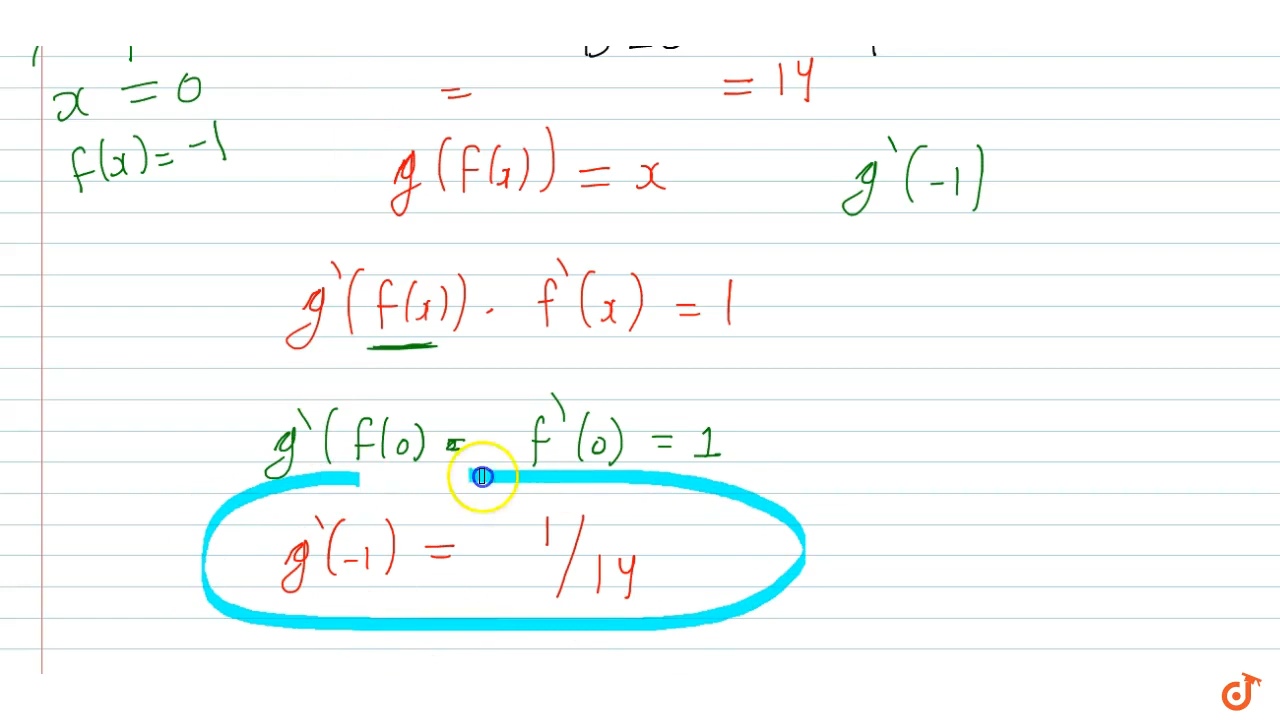 x = 0
= = 14
f(x) = -1
g(f(x)) = x g`(-1)
g`(f(x)) . f`(x) = 1
g`(f(0) = f`(0) = 1
g`(-1) = 1/14